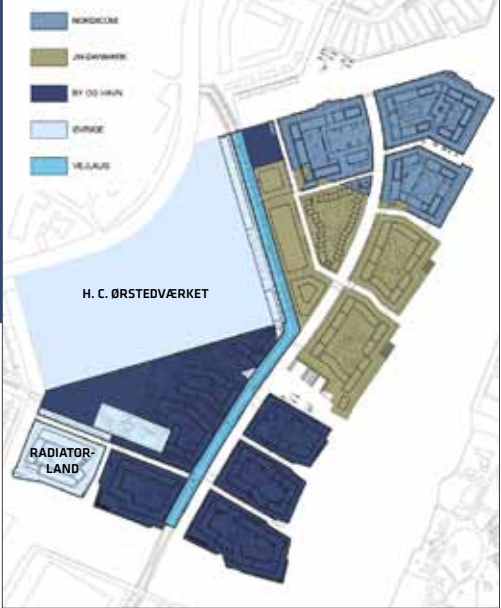 NORDICOM
JM-DANMARK
BY OG HAVN
ØVRIGE
VEJLAUG
H. C. ØRSTEDVÆRKET
RADIATOR-
LAND